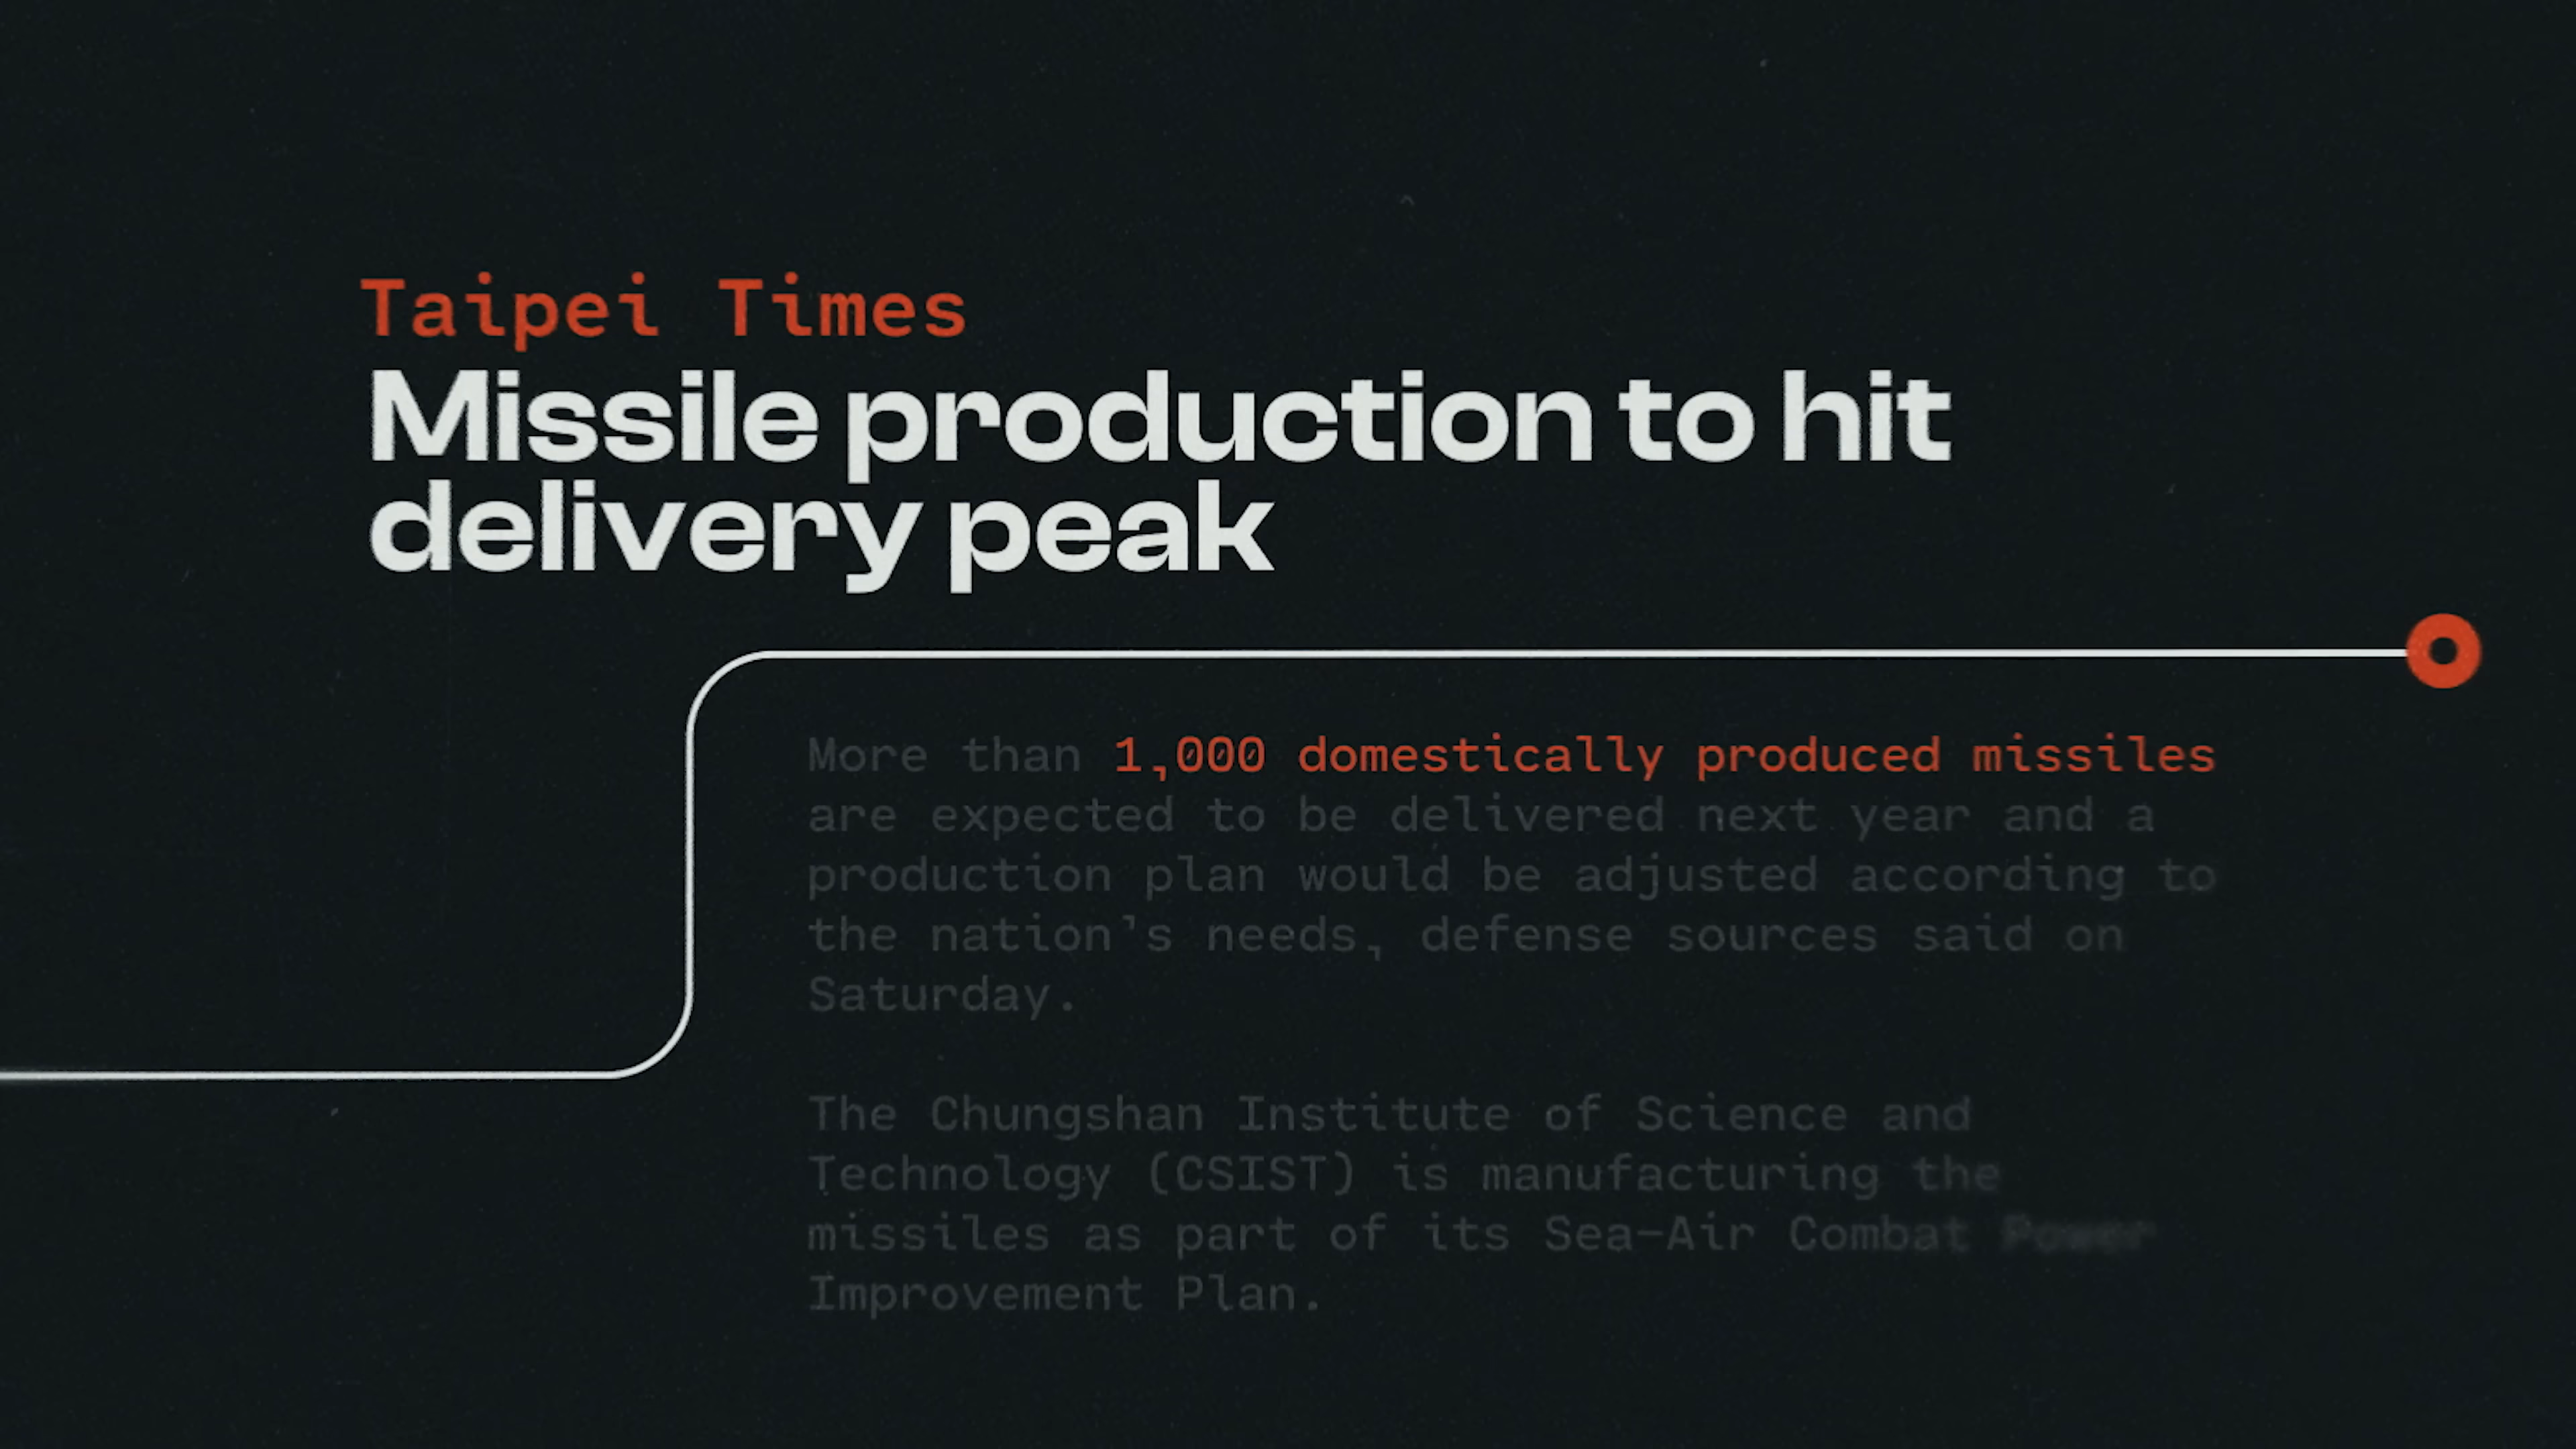 Taipei Times
Missile production to hit
delivery peak
More than 1,000 domestically produced missiles
are expected to be delivered next year and a
production plan would be adjusted according to
the nation's needs, defense sources said on
Saturday.
The Chungshan Institute of Science and
Technology (CSIST) is manufacturing the
missiles as part of its Sea-Air Combat Power
Improvement Plan.